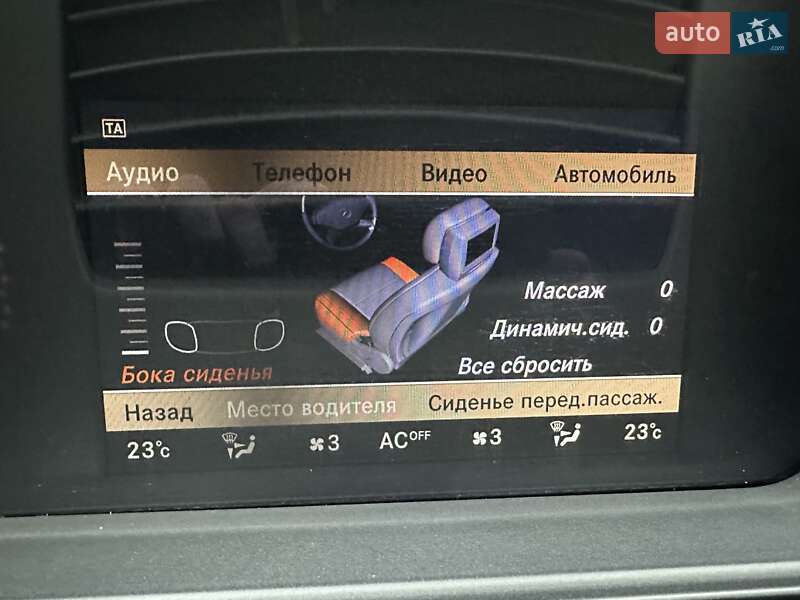 auto RIA .com
TA
Аудио Телефон Видео Автомобиль
Массаж 0
Динамич.сид. 0
Все сбросить
Бока сиденья
Назад Место водителя Сиденье перед.пассаж.
23°C 3 AC OFF 3 23°C